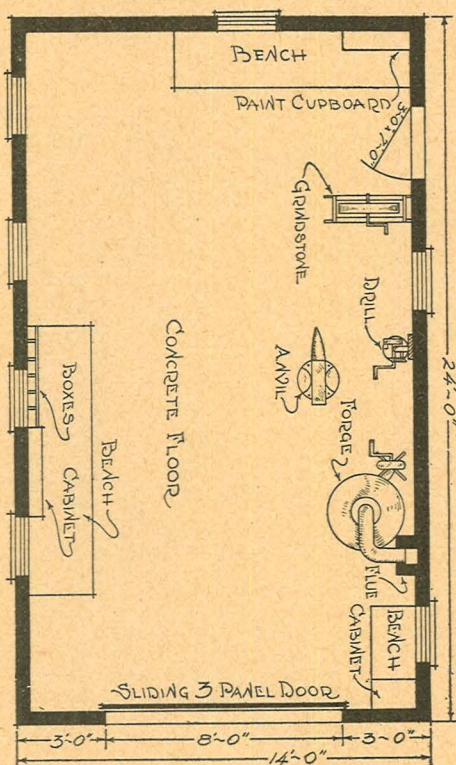 BENCH
PAINT CUPBOARD
3'-0" x 7'-0"
GRINDSTONE
DRILL
24'-0"
ANVIL
CONCRETE FLOOR
FORGE
BOXES
BENCH
CABINET
FLUE
BENCH
CABINET
SLIDING 3 PANEL DOOR
3'-0"
8'-0"
3-0"
14'-0"